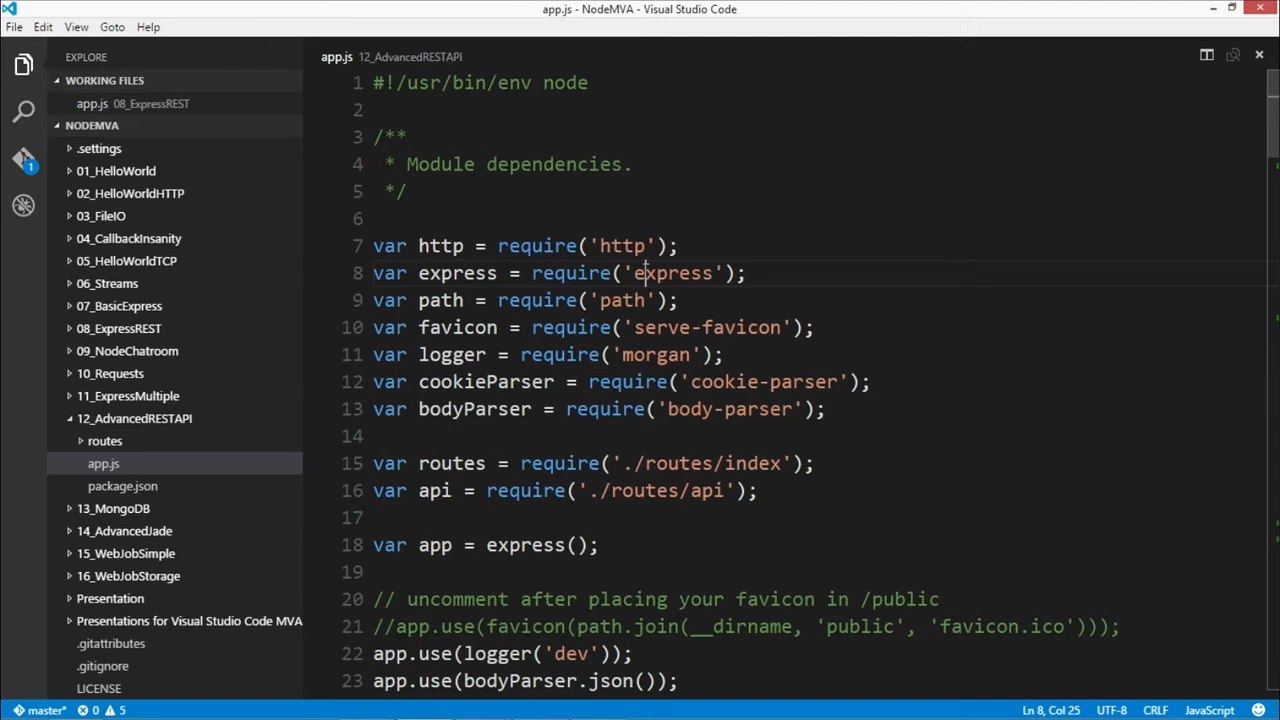 app.js - NodeMVA - Visual Studio Code
File Edit View Goto Help
EXPLORE
WORKING FILES
app.js 08_ExpressREST
NODEMVA
.settings
01_HelloWorld
02_HelloWorldHTTP
03_FileIO
04_CallbackInsanity
05_HelloWorldTCP
06_Streams
07_BasicExpress
08_ExpressREST
09_NodeChatroom
10_Requests
11_ExpressMultiple
12_AdvancedRESTAPI
routes
app.js
package.json
13_MongoDB
14_AdvancedJade
15_WebJobSimple
16_WebJobStorage
Presentation
Presentations for Visual Studio Code MVA
.gitattributes
.gitignore
LICENSE
1
app.js 12_AdvancedRESTAPI
1 #!/usr/bin/env node
2
3 /**
4 * Module dependencies.
5 */
6
7 var http = require('http');
8 var express = require('express');
9 var path = require('path');
10 var favicon = require('serve-favicon');
11 var logger = require('morgan');
12 var cookieParser = require('cookie-parser');
13 var bodyParser = require('body-parser');
14
15 var routes = require('./routes/index');
16 var api = require('./routes/api');
17
18 var app = express();
19
20 // uncomment after placing your favicon in /public
21 //app.use(favicon(path.join(__dirname, 'public', 'favicon.ico')));
22 app.use(logger('dev'));
23 app.use(bodyParser.json());
master* 0 5 Ln 8, Col 25 UTF-8 CRLF JavaScript